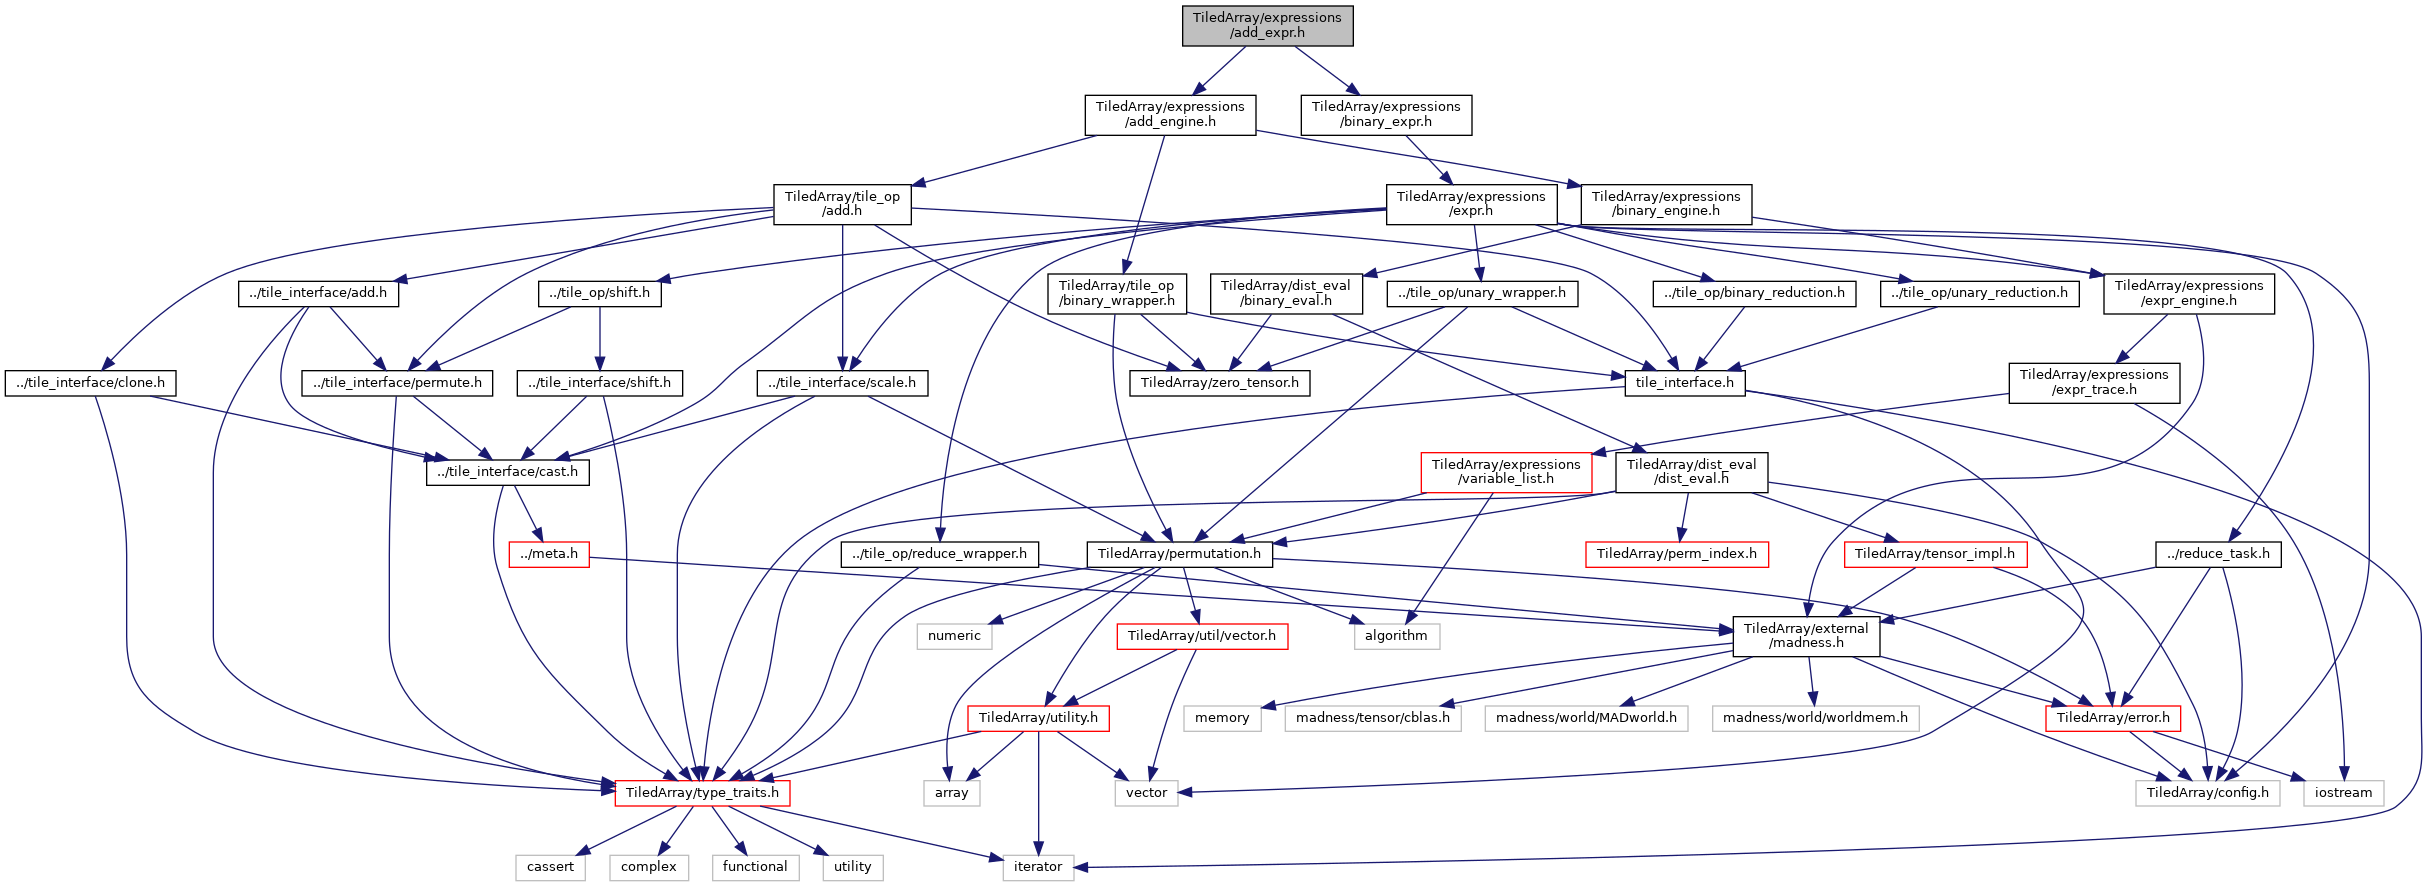 TiledArray/expressions
/add_expr.h
TiledArray/expressions
/add_engine.h
TiledArray/expressions
/binary_expr.h
TiledArray/tile_op
/add.h
TiledArray/expressions
/expr.h
TiledArray/expressions
/binary_engine.h
../tile_interface/add.h
../tile_op/shift.h
TiledArray/tile_op
/binary_wrapper.h
TiledArray/dist_eval
/binary_eval.h
../tile_op/unary_wrapper.h
../tile_op/binary_reduction.h
../tile_op/unary_reduction.h
TiledArray/expressions
/expr_engine.h
../tile_interface/clone.h
../tile_interface/permute.h
../tile_interface/shift.h
../tile_interface/scale.h
TiledArray/zero_tensor.h
tile_interface.h
TiledArray/expressions
/expr_trace.h
../tile_interface/cast.h
TiledArray/expressions
/variable_list.h
TiledArray/dist_eval
/dist_eval.h
../meta.h
../tile_op/reduce_wrapper.h
TiledArray/permutation.h
TiledArray/perm_index.h
TiledArray/tensor_impl.h
../reduce_task.h
numeric
TiledArray/util/vector.h
algorithm
TiledArray/external
/madness.h
TiledArray/utility.h
memory
madness/tensor/cblas.h
madness/world/MADworld.h
madness/world/worldmem.h
TiledArray/error.h
TiledArray/type_traits.h
array
vector
TiledArray/config.h
iostream
cassert
complex
functional
utility
iterator